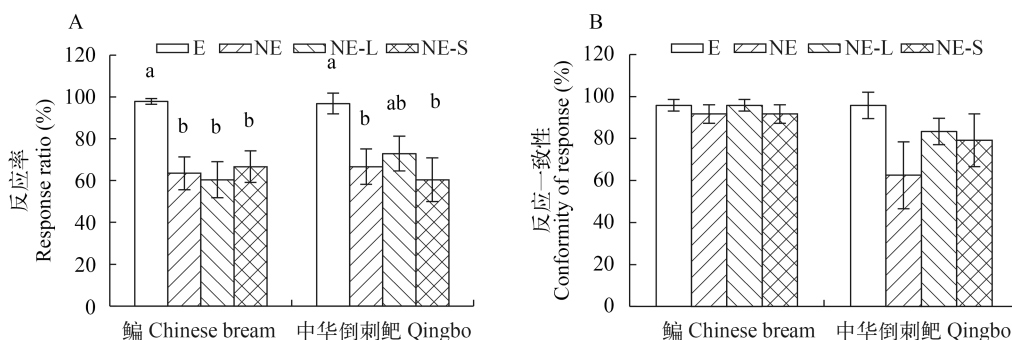 A
E NE NE-L NE-S
反应率
Response ratio (%)
120
100
80
60
40
20
0
a
b
b
b
a
b
ab
b
鳊 Chinese bream
中华倒刺鲃 Qingbo
B
E NE NE-L NE-S
反应一致性
Conformity of response (%)
120
100
80
60
40
20
0
鳊 Chinese bream
中华倒刺鲃 Qingbo